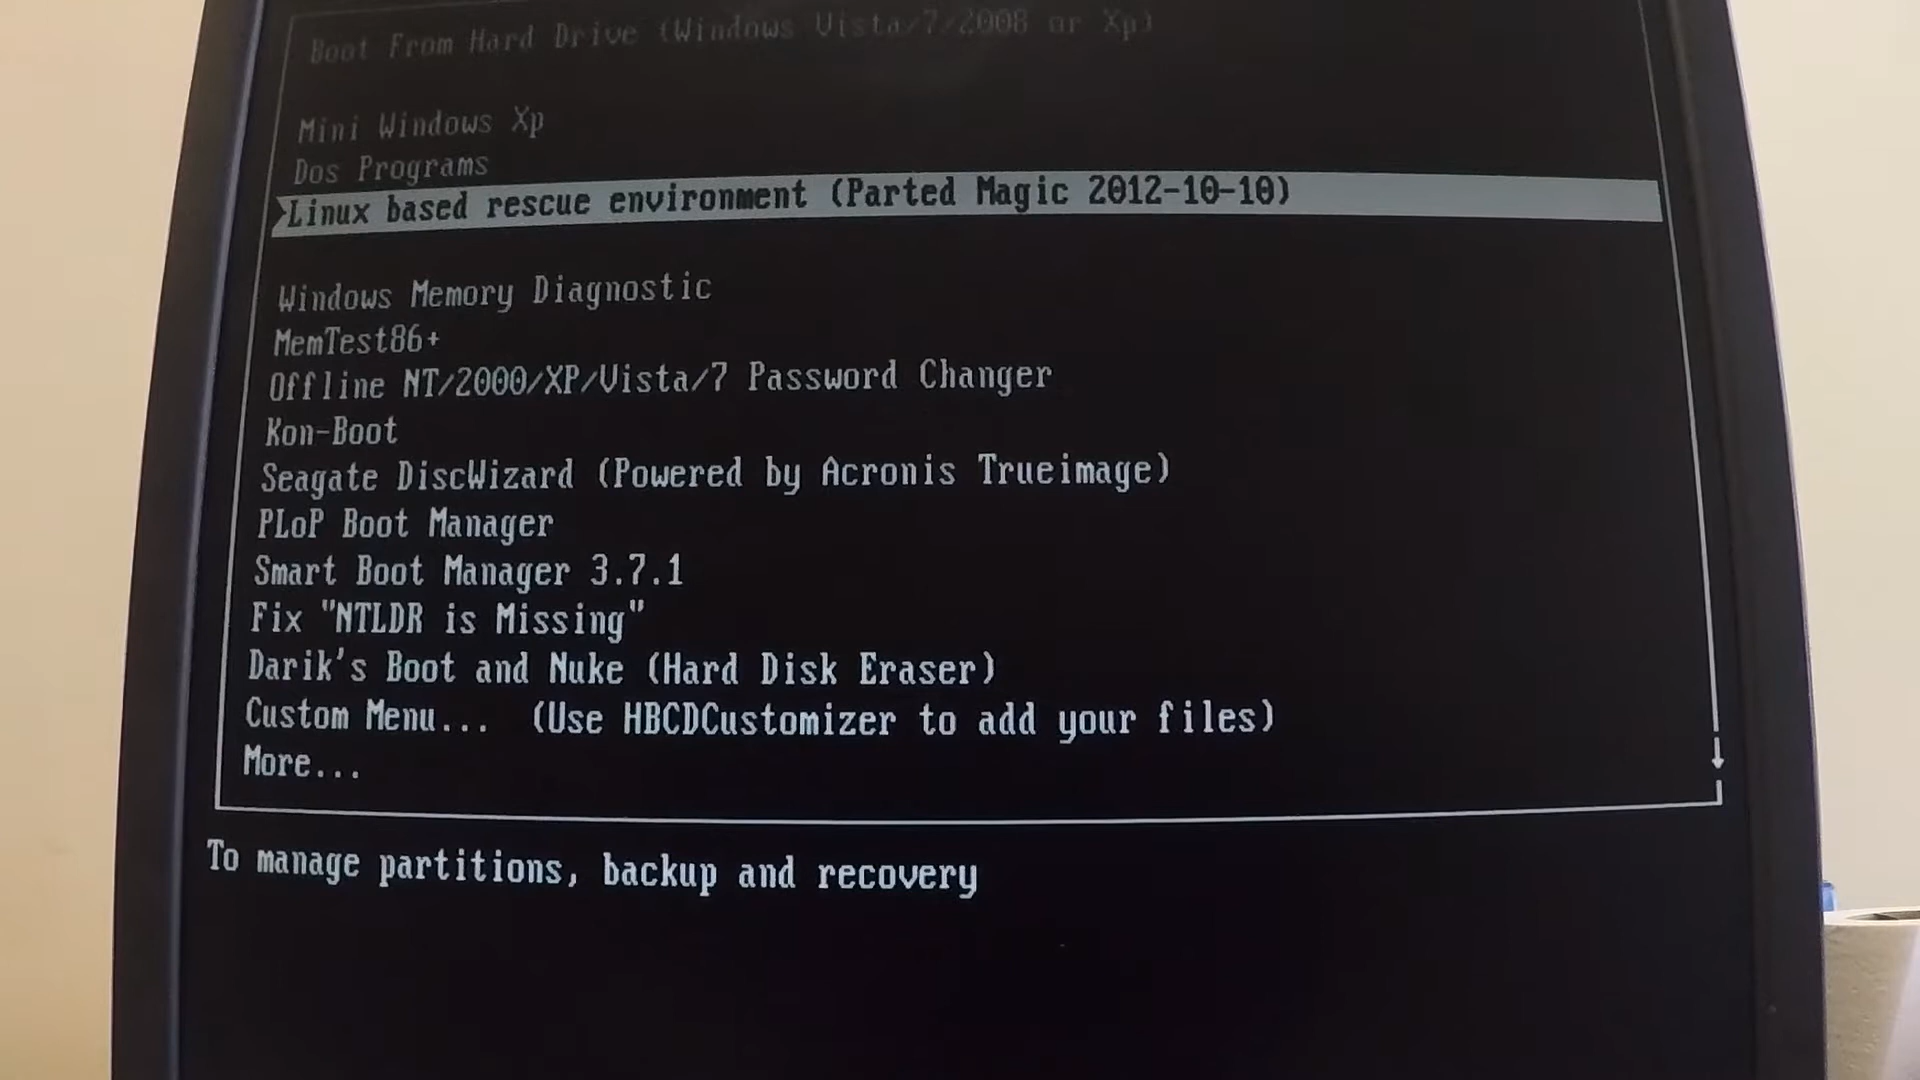 Boot From Hard Drive (Windows Vista/7/2008 or Xp)
Mini Windows Xp
Dos Programs
Linux based rescue environment (Parted Magic 2012-10-10)
Windows Memory Diagnostic
MemTest86+
Offline NT/2000/XP/Vista/7 Password Changer
Kon-Boot
Seagate DiscWizard (Powered by Acronis Trueimage)
PLoP Boot Manager
Smart Boot Manager 3.7.1
Fix "NTLDR is Missing"
Darik's Boot and Nuke (Hard Disk Eraser)
Custom Menu... (Use HBCDCustomizer to add your files)
More...
To manage partitions, backup and recovery